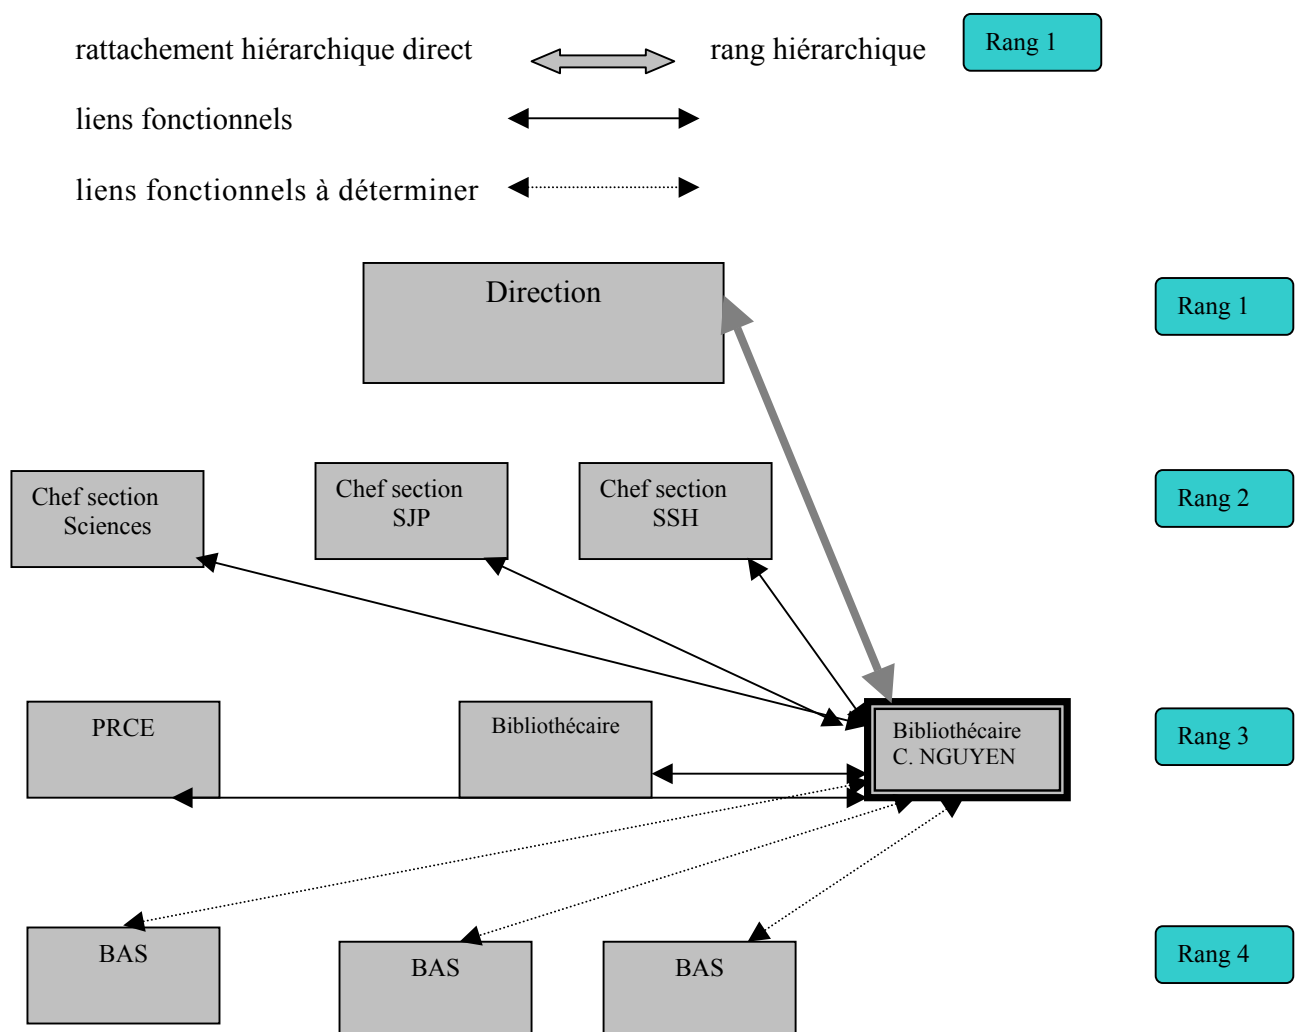 rattachement hiérarchique direct
rang hiérarchique
Rang 1
liens fonctionnels
liens fonctionnels à déterminer
Direction
Rang 1
Chef section
Sciences
Chef section
SJP
Chef section
SSH
Rang 2
PRCE
Bibliothécaire
Bibliothécaire
C. NGUYEN
Rang 3
BAS
BAS
BAS
Rang 4